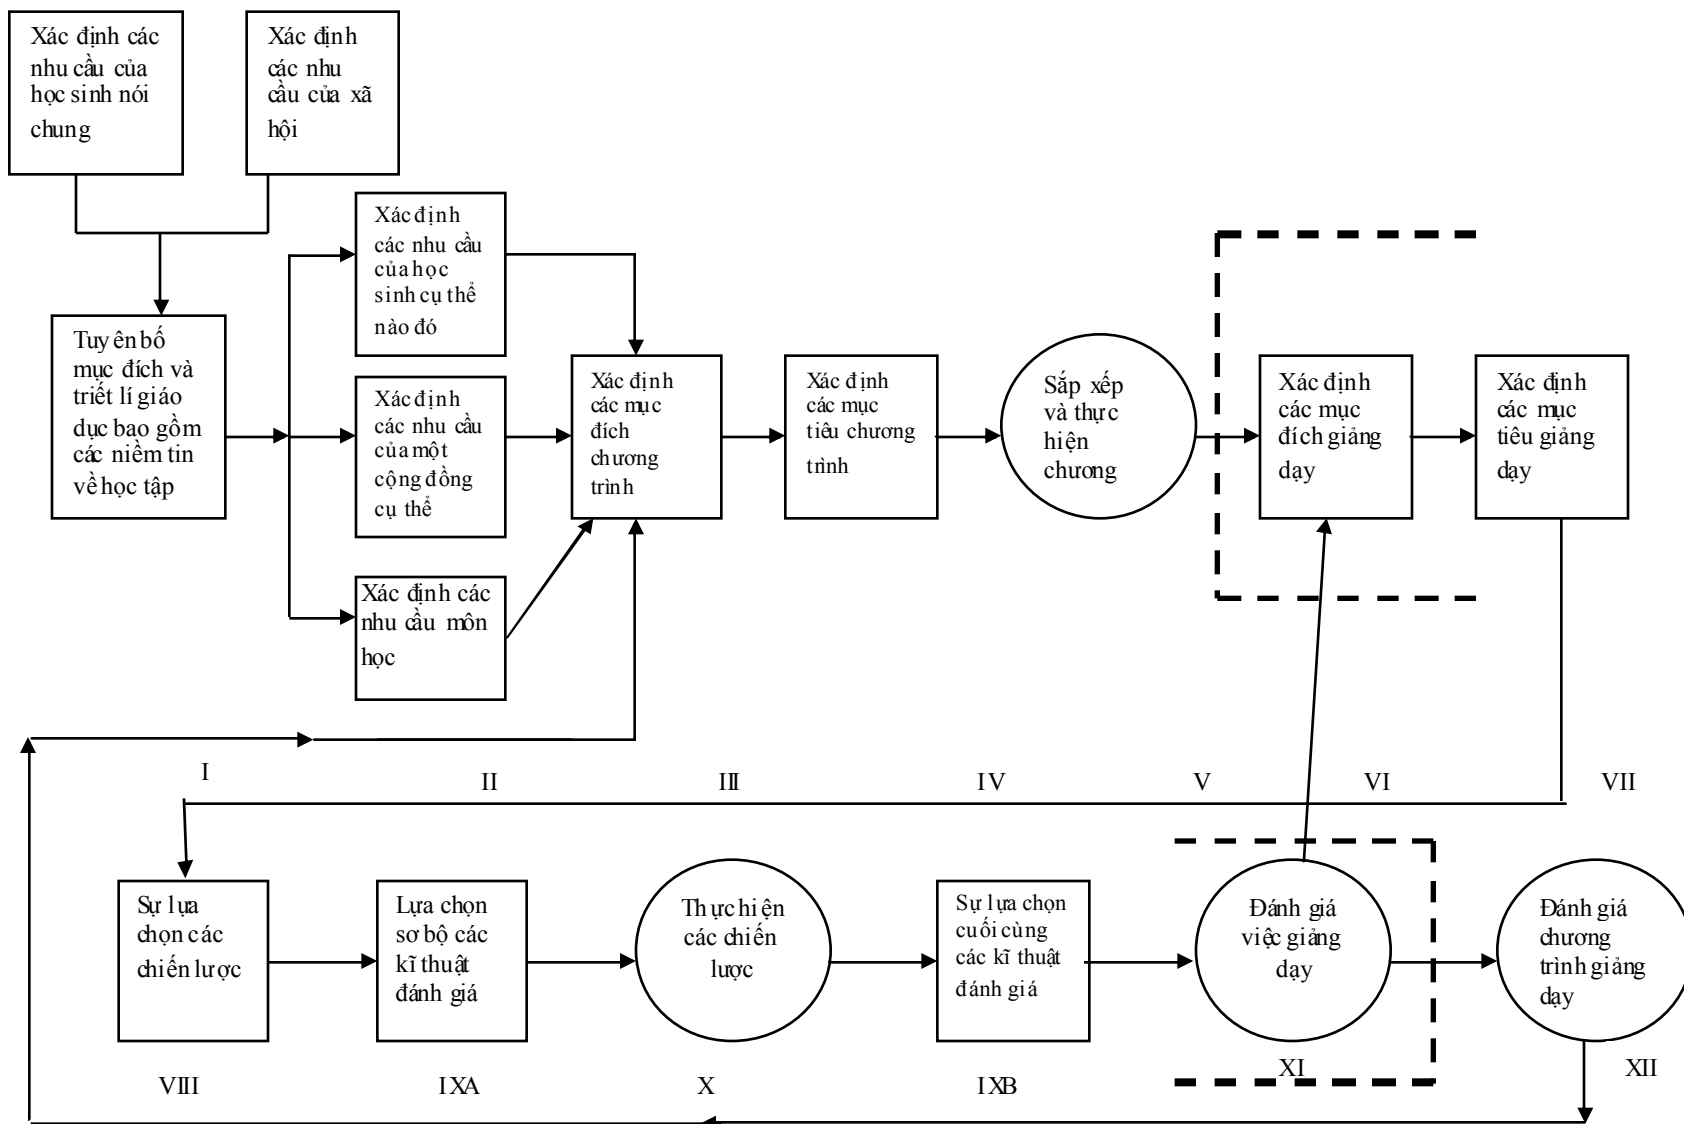 Xác định các
nhu cầu của
học sinh nói
chung
Xác định
các nhu
cầu của xã
hội
Xác định
các nhu cầu
của học
sinh cụ thể
nào đó
Tuyên bố
mục đích và
triết lí giáo
dục bao gồm
các niềm tin
về học tập
Xác định
các nhu cầu
của một
cộng đồng
cụ thể
Xác định các
nhu cầu môn
học
Xác định
các mục
đích
chương
trình
Xác định
các mục
tiêu chương
trình
Sắp xếp
và thực
hiện
chương
Xác định
các mục
đích giảng
dạy
Xác định
các mục
tiêu giảng
dạy
I
II
III
IV
V
VI
VII
Sự lựa
chọn các
chiến lược
Lựa chọn
sơ bộ các
kĩ thuật
đánh giá
Thực hiện
các chiến
lược
Sự lựa chọn
cuối cùng
các kĩ thuật
đánh giá
Đánh giá
việc giảng
dạy
Đánh giá
chương
trình giảng
dạy
VIII
IXA
X
IXB
XI
XII